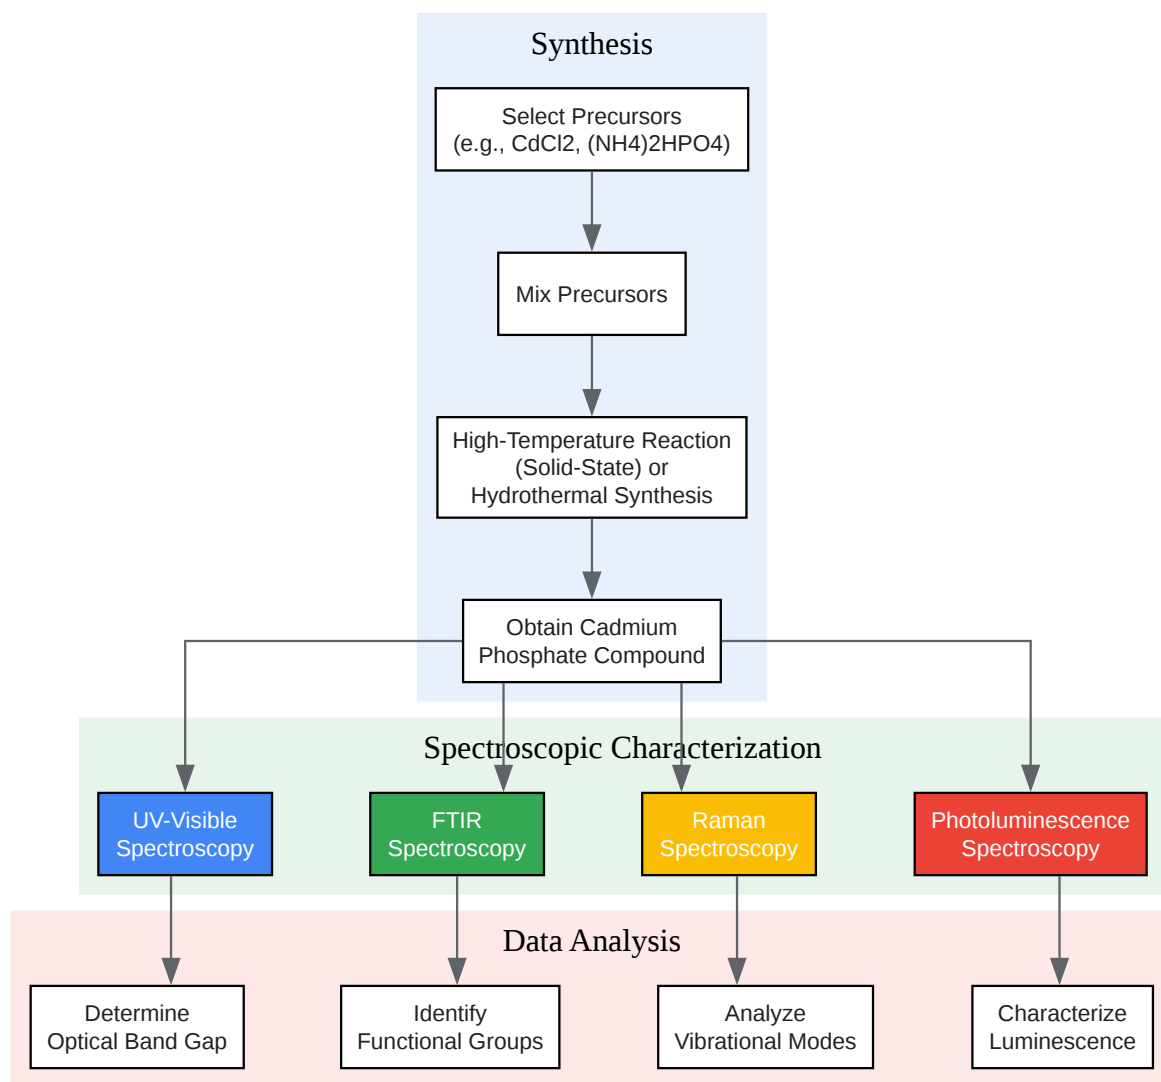 Synthesis
Select Precursors
(e.g., CdCl2, (NH4)2HPO4)
Mix Precursors
High-Temperature Reaction
(Solid-State) or
Hydrothermal Synthesis
Obtain Cadmium
Phosphate Compound
Spectroscopic Characterization
UV-Visible
Spectroscopy
FTIR
Spectroscopy
Raman
Spectroscopy
Photoluminescence
Spectroscopy
Data Analysis
Determine
Optical Band Gap
Identify
Functional Groups
Analyze
Vibrational Modes
Characterize
Luminescence